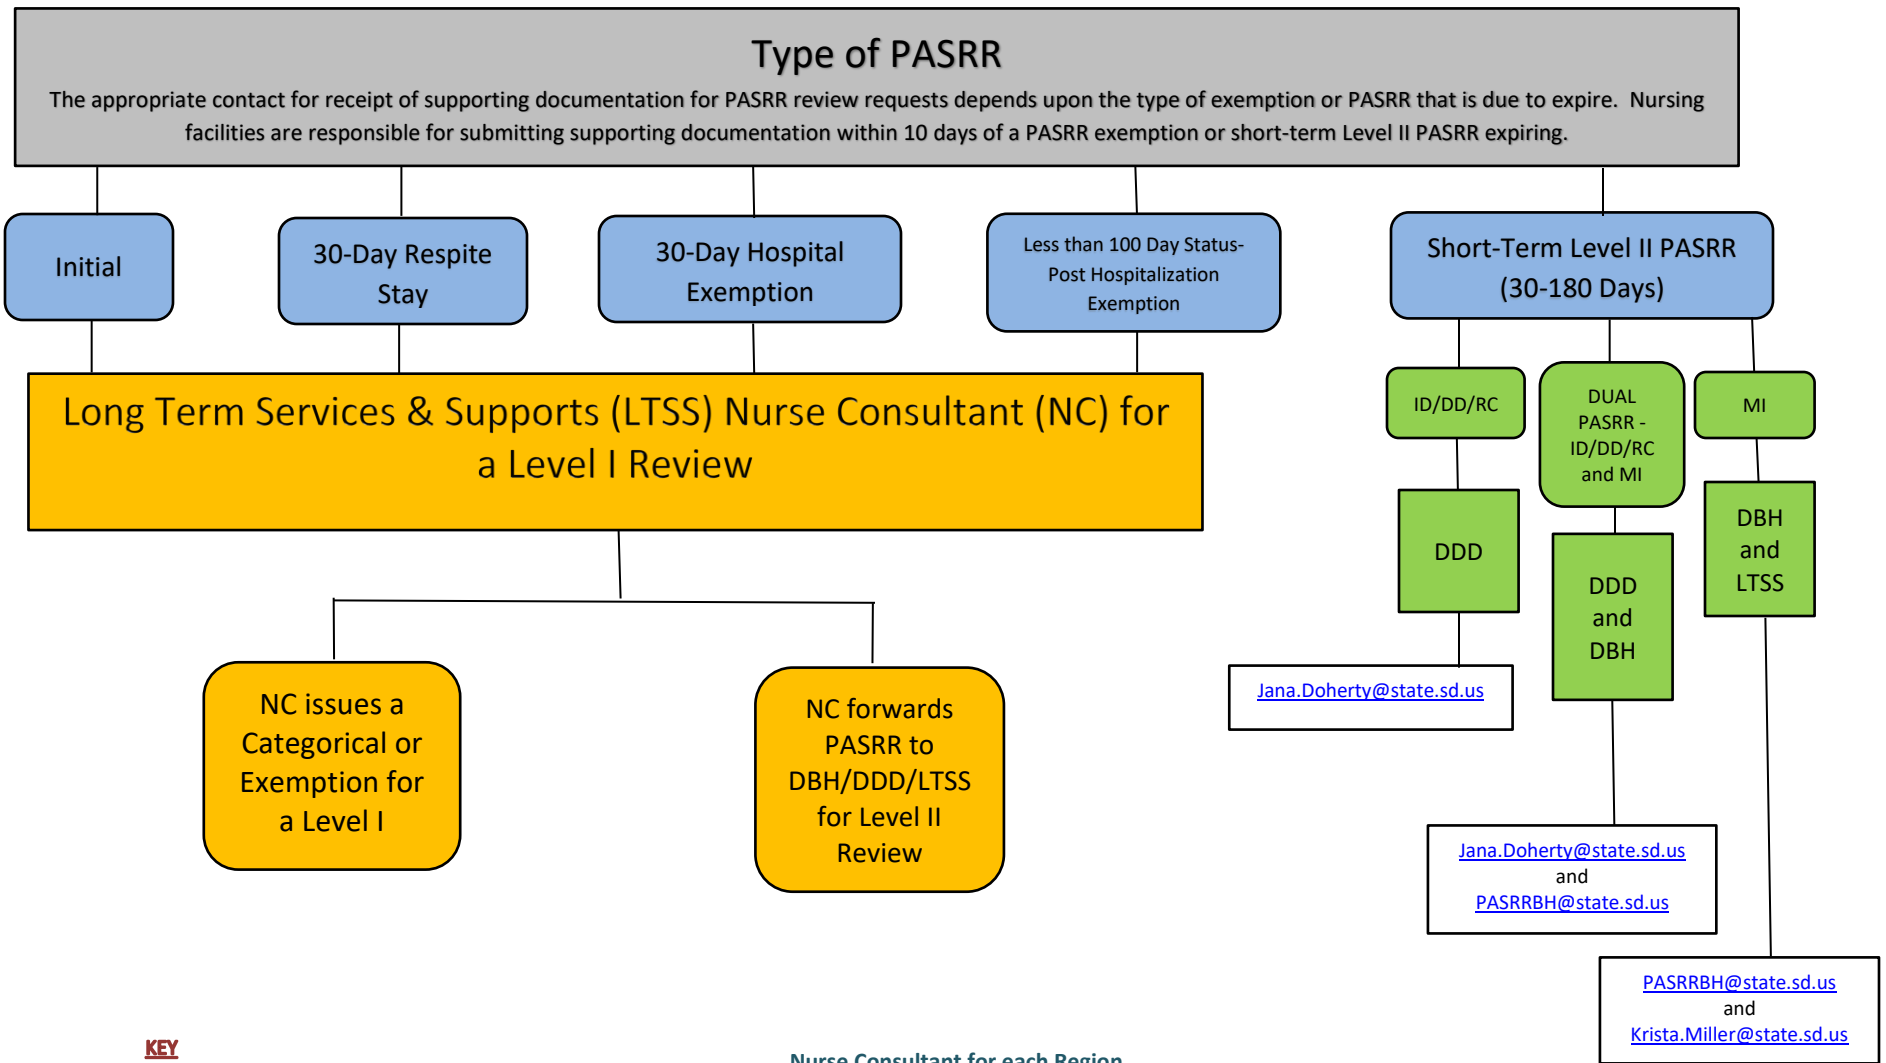 Type of PASRR
The appropriate contact for receipt of supporting documentation for PASRR review requests depends upon the type of exemption or PASRR that is due to expire.  Nursing
facilities are responsible for submitting supporting documentation within 10 days of a PASRR exemption or short-term Level II PASRR expiring.
Initial
30-Day Respite
Stay
30-Day Hospital
Exemption
Less than 100 Day Status-
Post Hospitalization
Exemption
Short-Term Level II PASRR
(30-180 Days)
Long Term Services & Supports (LTSS) Nurse Consultant (NC) for
a Level I Review
ID/DD/RC
DUAL
PASRR -
ID/DD/RC
and MI
MI
DDD
DDD
and
DBH
DBH
and
LTSS
NC issues a
Categorical or
Exemption for
a Level I
NC forwards
PASRR to
DBH/DDD/LTSS
for Level II
Review
Jana.Doherty@state.sd.us
Jana.Doherty@state.sd.us
and
PASRRBH@state.sd.us
PASRRBH@state.sd.us
and
Krista.Miller@state.sd.us
KEY
Nurse Consultant for each Region